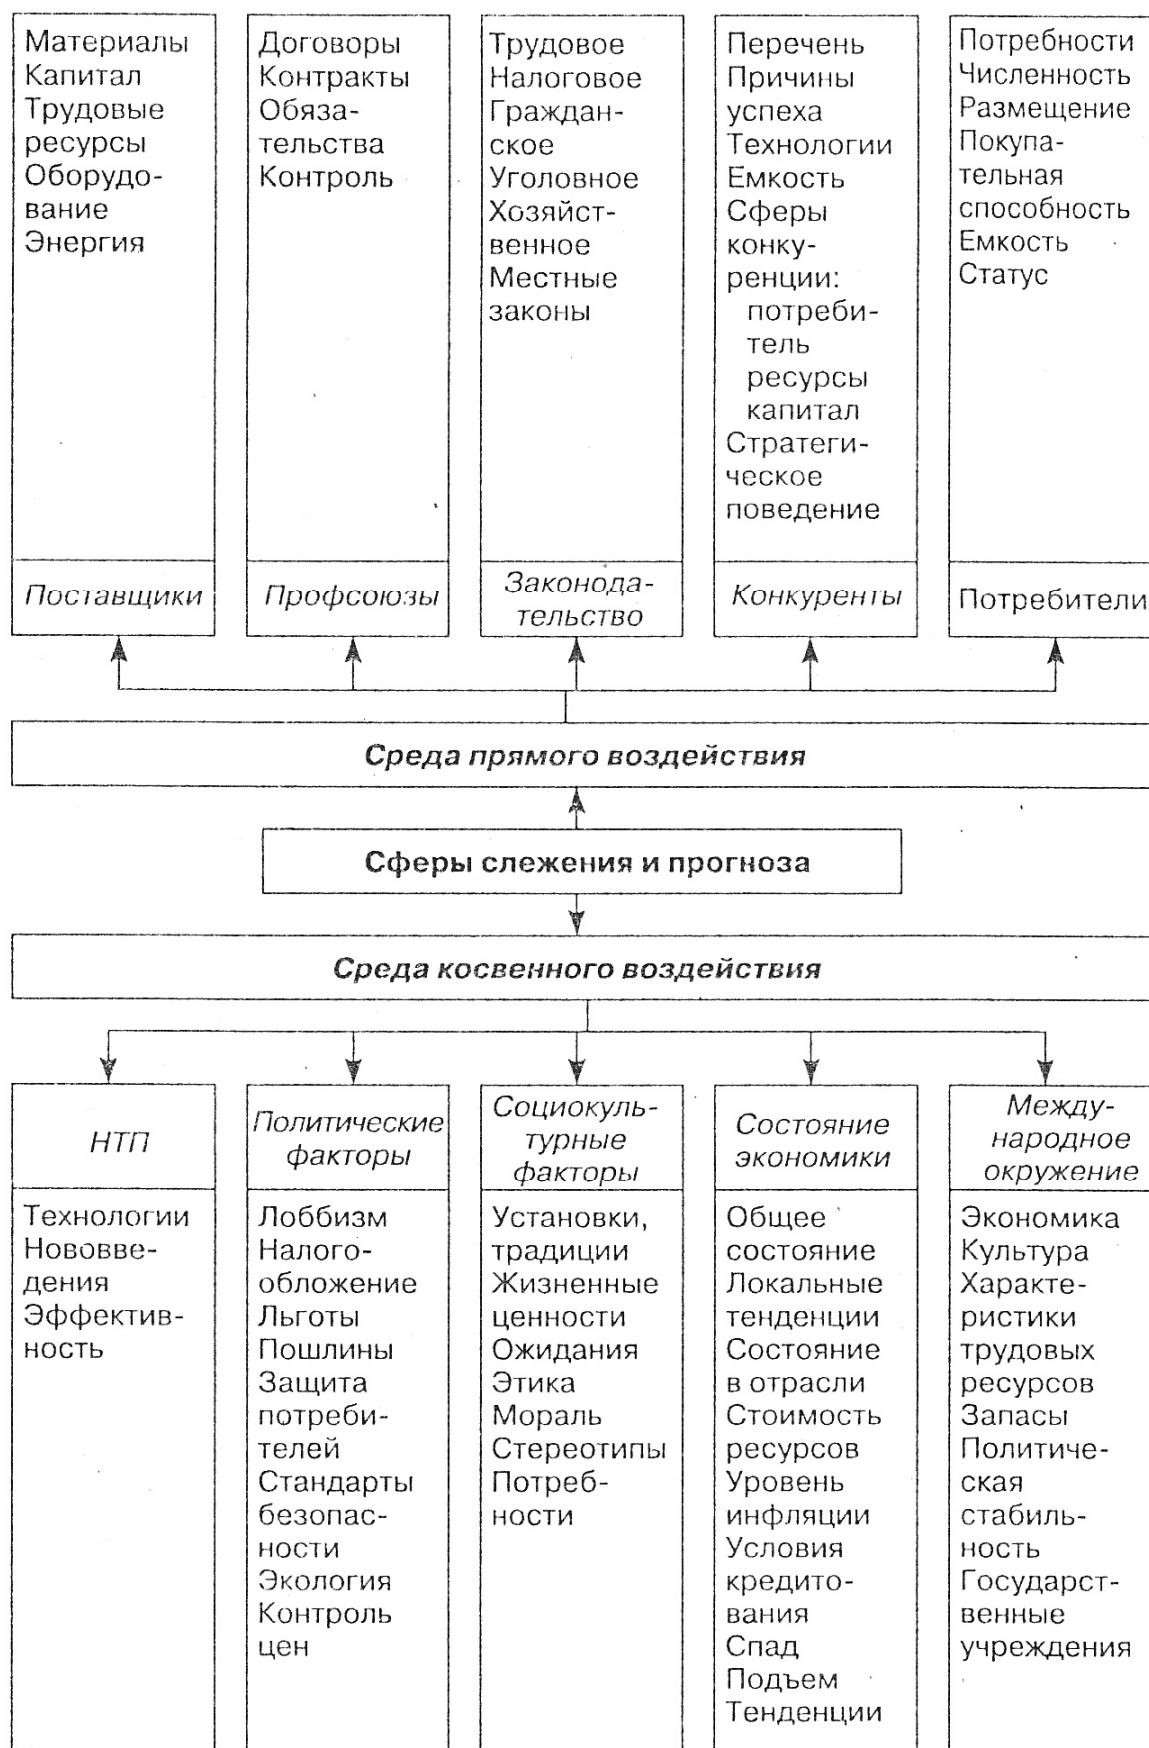 Материалы
Капитал
Трудовые
ресурсы
Оборудо-
вание
Энергия
Поставщики
Договоры
Контракты
Обяза-
тельства
Контроль
Профсоюзы
Трудовое
Налоговое
Граждан-
ское
Уголовное
Хозяйст-
венное
Местные
законы
Законода-
тельство
Перечень
Причины
успеха
Технологии
Емкость
Сферы
конку-
ренции:
потреби-
тель
ресурсы
капитал
Стратеги-
ческое
поведение
Конкуренты
Потребности
Численность
Размещение
Покупа-
тельная
способность
Емкость
Статус
Потребители
Среда прямого воздействия
Сферы слежения и прогноза
Среда косвенного воздействия
НТП
Технологии
Нововве-
дения
Эффектив-
ность
Политические
факторы
Лоббизм
Налого-
обложение
Льготы
Пошлины
Защита
потреби-
телей
Стандарты
безопас-
ности
Экология
Контроль
цен
Социокуль-
турные
факторы
Установки,
традиции
Жизненные
ценности
Ожидания
Этика
Мораль
Стереотипы
Потреб-
ности
Состояние
экономики
Общее
состояние
Локальные
тенденции
Состояние
в отрасли
Стоимость
ресурсов
Уровень
инфляции
Условия
кредито-
вания
Спад
Подъем
Тенденции
Между-
народное
окружение
Экономика
Культура
Характе-
ристики
трудовых
ресурсов
Запасы
Политиче-
ская
стабиль-
ность
Государст-
венные
учреждения